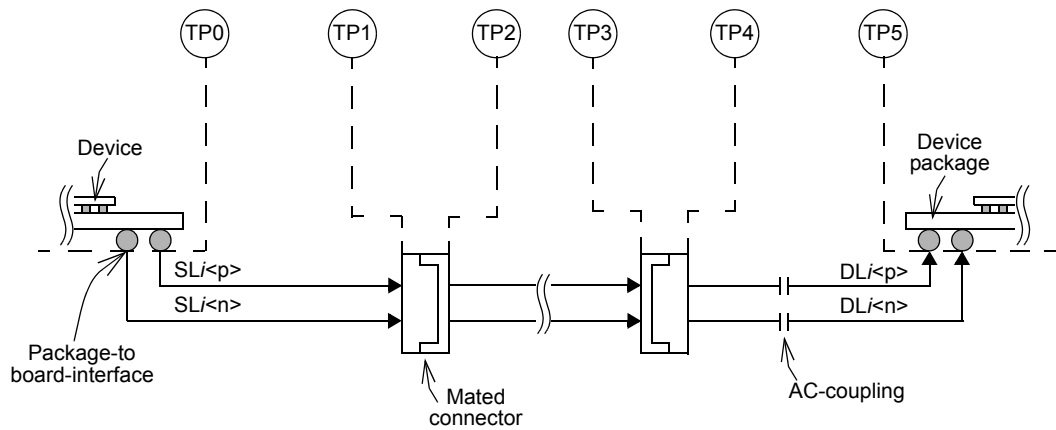 TP0
TP1
TP2
TP3
TP4
TP5
Device
Device
package
SLi<p>
SLi<n>
DLi<p>
DLi<n>
Package-to
board-interface
Mated
connector
AC-coupling